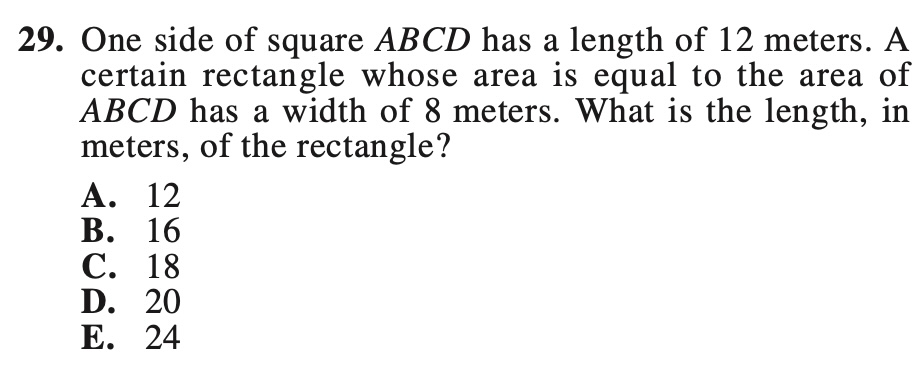 29. One side of square ABCD has a length of 12 meters. A
certain rectangle whose area is equal to the area of
ABCD has a width of 8 meters. What is the length, in
meters, of the rectangle?
A. 12
B. 16
C. 18
D. 20
E. 24